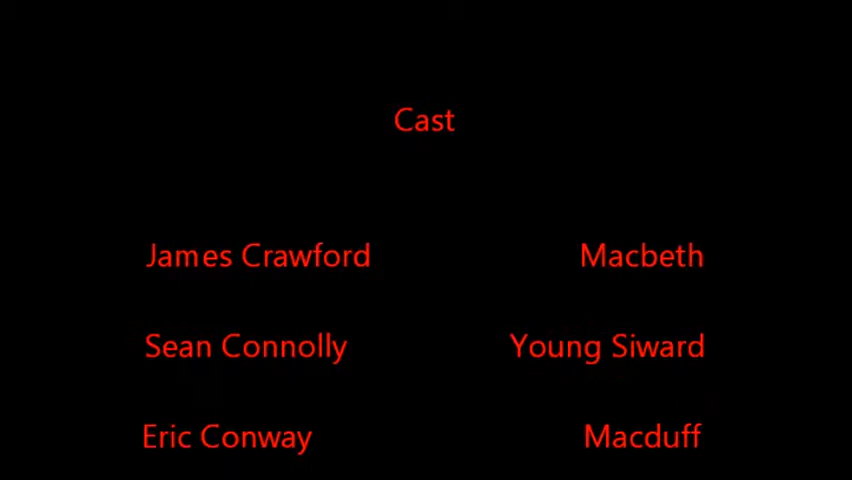 Cast
James Crawford Macbeth
Sean Connolly Young Siward
Eric Conway Macduff